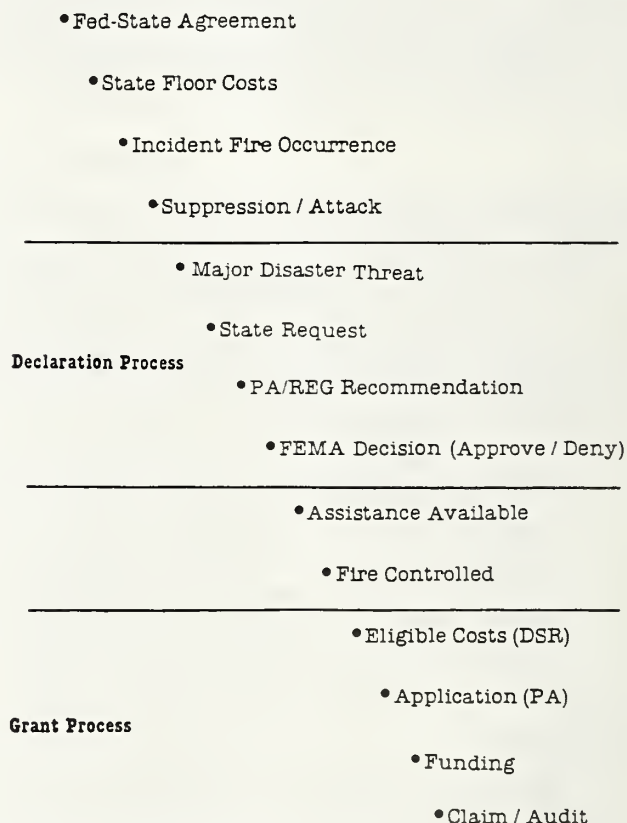 • Fed-State Agreement
• State Floor Costs
• Incident Fire Occurrence
• Suppression / Attack
• Major Disaster Threat
• State Request
Declaration Process
• PA/REG Recommendation
• FEMA Decision (Approve / Deny)
• Assistance Available
• Fire Controlled
• Eligible Costs (DSR)
• Application (PA)
Grant Process
• Funding
• Claim / Audit